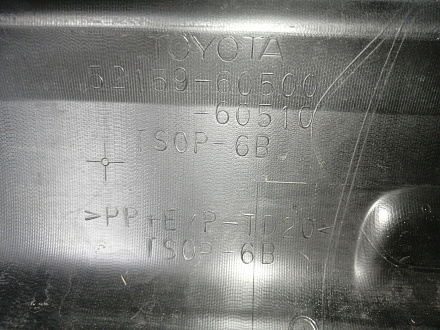 TOYOTA
52159-60500
-60510
TSOP-6B
>PP+E/P-TD20<
TSOP-6B